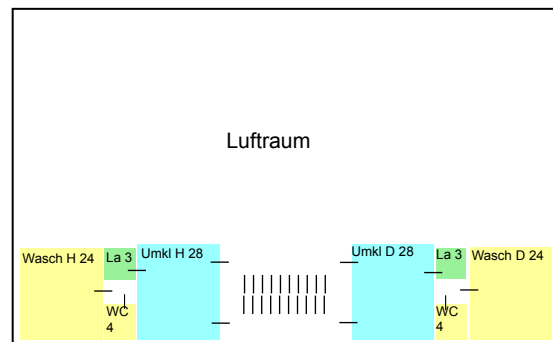 Luftraum
Wasch H 24
La 3
Umkl H 28
Umkl D 28
La 3
Wasch D 24
WC
4
WC
4